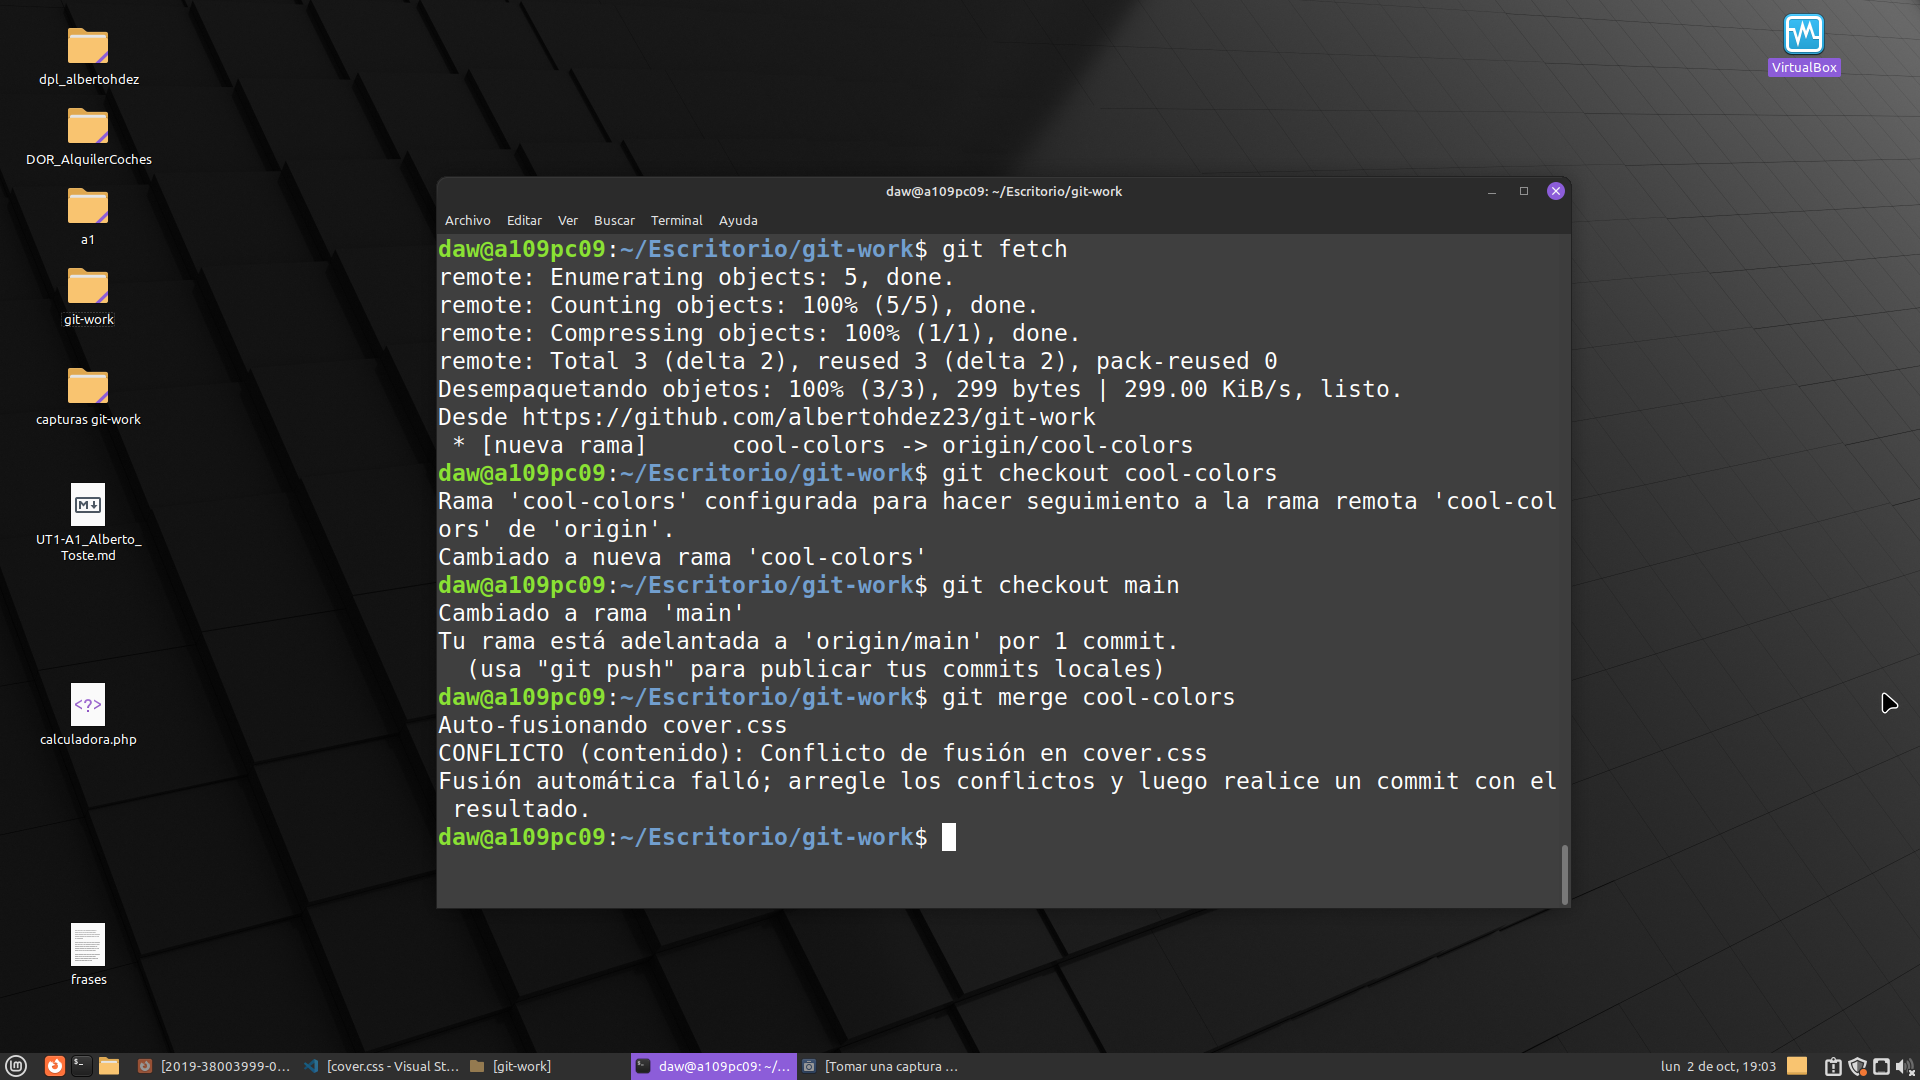 dpl_albertohdez
DOR_AlquilerCoches
a1
git-work
capturas git-work
M
UT1-A1_Alberto_
Toste.md
<?>
calculadora.php
frases
VirtualBox
daw@a109pc09: ~/Escritorio/git-work
Archivo Editar Ver Buscar Terminal Ayuda
daw@a109pc09:~/Escritorio/git-work$ git fetch
remote: Enumerating objects: 5, done.
remote: Counting objects: 100% (5/5), done.
remote: Compressing objects: 100% (1/1), done.
remote: Total 3 (delta 2), reused 3 (delta 2), pack-reused 0
Desempaquetando objetos: 100% (3/3), 299 bytes | 299.00 KiB/s, listo.
Desde https://github.com/albertohdez23/git-work
 * [nueva rama]      cool-colors -> origin/cool-colors
daw@a109pc09:~/Escritorio/git-work$ git checkout cool-colors
Rama 'cool-colors' configurada para hacer seguimiento a la rama remota 'cool-col
ors' de 'origin'.
Cambiado a nueva rama 'cool-colors'
daw@a109pc09:~/Escritorio/git-work$ git checkout main
Cambiado a rama 'main'
Tu rama está adelantada a 'origin/main' por 1 commit.
  (usa "git push" para publicar tus commits locales)
daw@a109pc09:~/Escritorio/git-work$ git merge cool-colors
Auto-fusionando cover.css
CONFLICTO (contenido): Conflicto de fusión en cover.css
Fusión automática falló; arregle los conflictos y luego realice un commit con el
 resultado.
daw@a109pc09:~/Escritorio/git-work$
[2019-38003999-0... [cover.css - Visual St... [git-work] daw@a109pc09: ~/... [Tomar una captura ... lun 2 de oct, 19:03